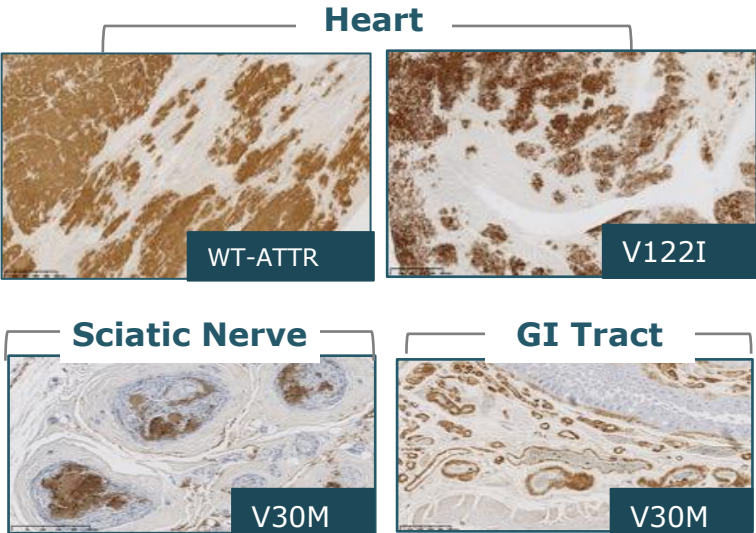 Heart
WT-ATTR
V122I
Sciatic Nerve
GI Tract
V30M
V30M